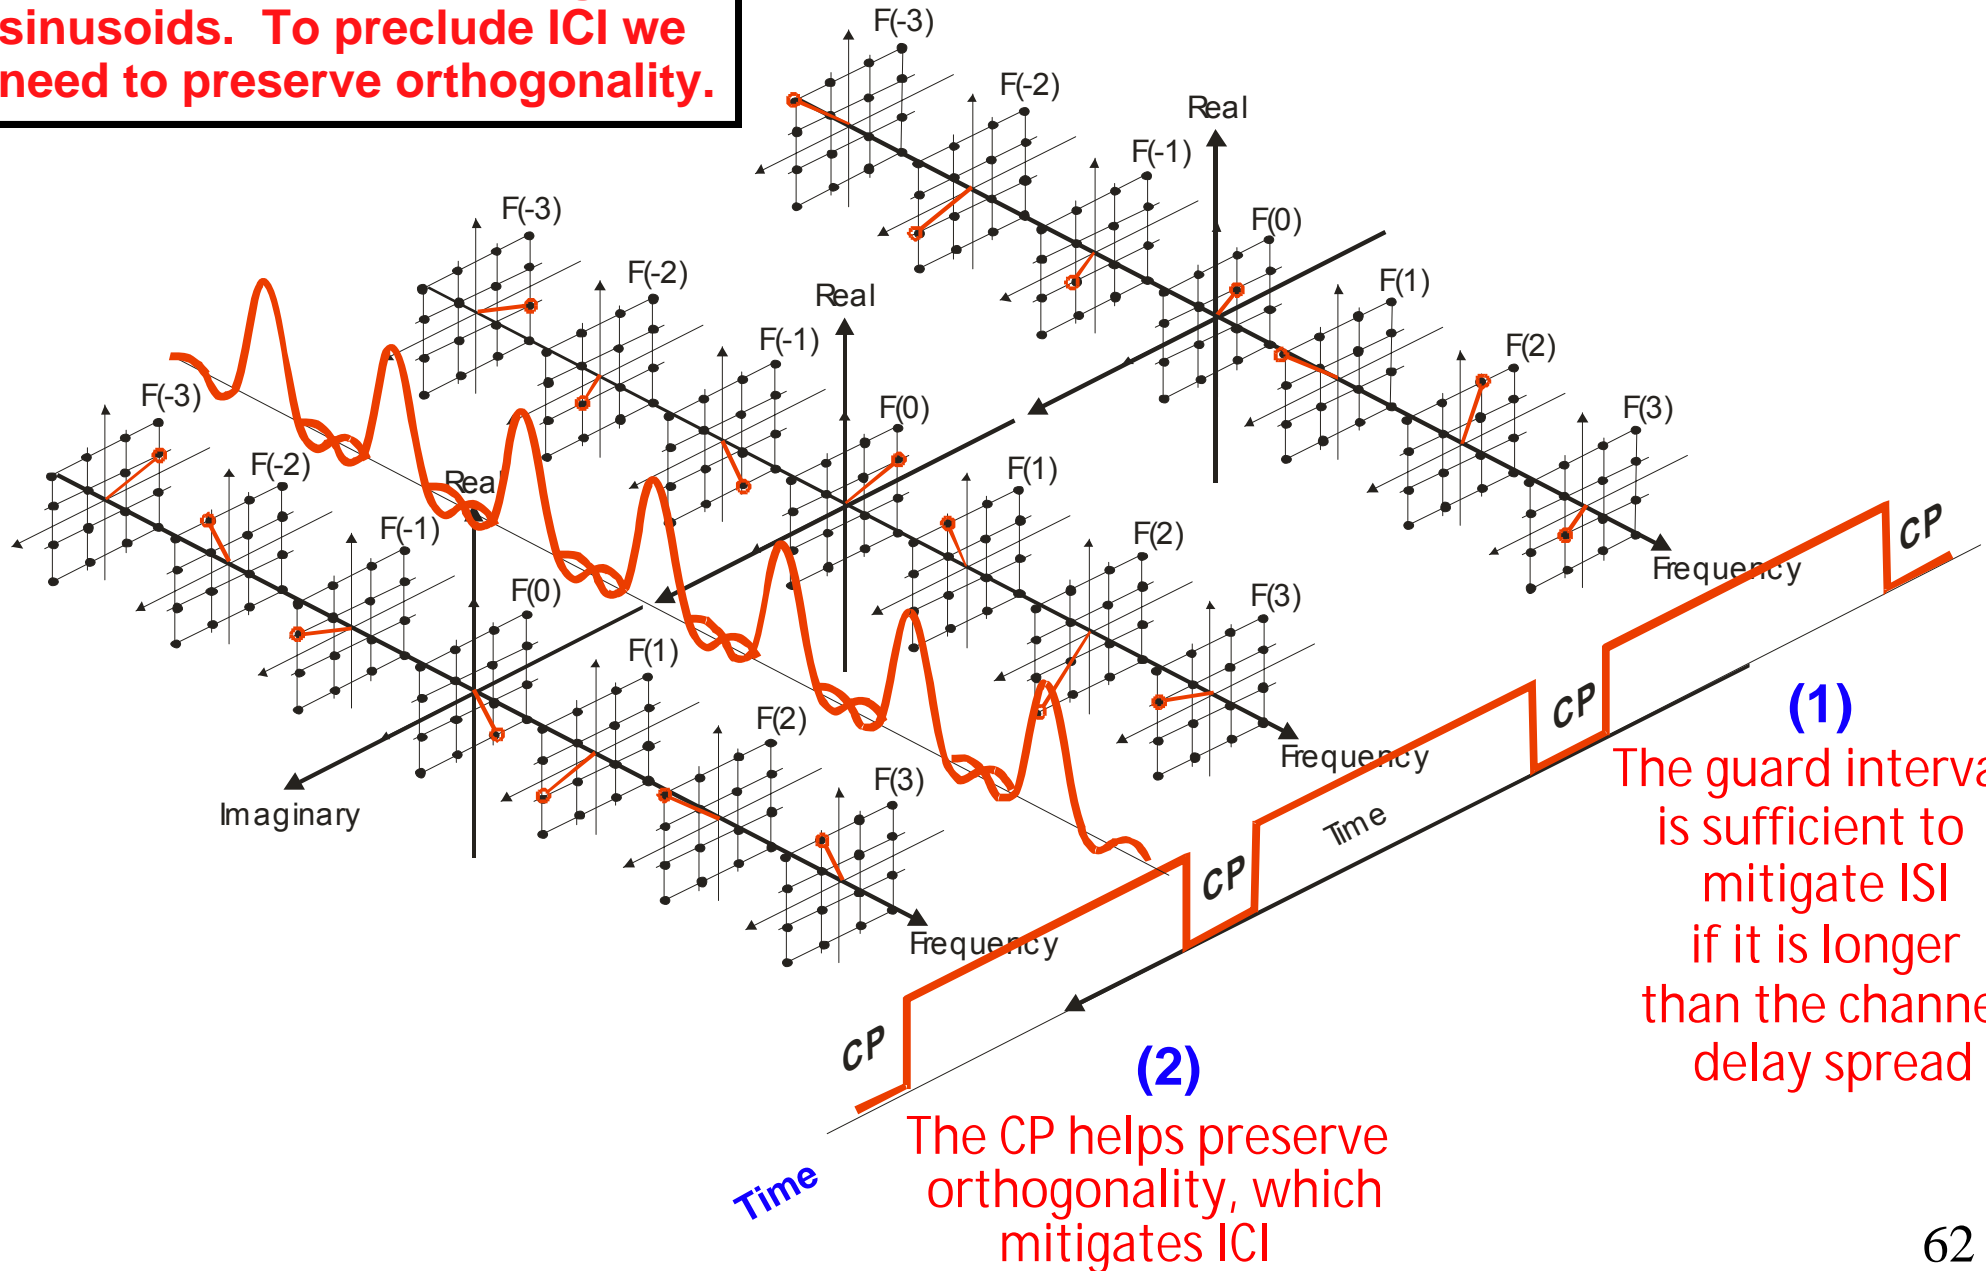 sinusoids. To preclude ICI we
need to preserve orthogonality.
F(-3)
F(-2)
F(-1)
Real
F(0)
F(1)
F(2)
F(3)
Frequency
F(-3)
F(-2)
F(-1)
Real
F(0)
F(1)
F(2)
F(3)
Frequency
F(-3)
F(-2)
F(-1)
Real
F(0)
F(1)
F(2)
F(3)
Frequency
Imaginary
CP
CP
CP
CP
Time
(1)
The guard interva
is sufficient to
mitigate ISI
if it is longer
than the channe
delay spread
(2)
The CP helps preserve
orthogonality, which
mitigates ICI
Time
62